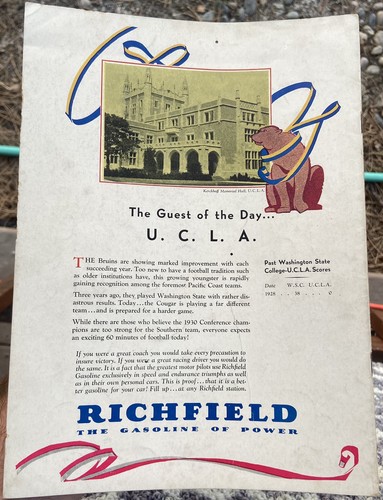 Kerckhoff Memorial Hall, U.C.L.A.
The Guest of the Day...
U. C. L. A.
THE Bruins are showing marked improvement with each
succeeding year. Too new to have a football tradition such
as older institutions have, this growing youngster is rapidly
gaining recognition among the foremost Pacific Coast teams.
Three years ago, they played Washington State with rather dis-
astrous results. Today...the Cougar is playing a far different
team...and is prepared for a harder game.
While there are those who believe the 1930 Conference cham-
pions are too strong for the Southern team, everyone expects
an exciting 60 minutes of football today!
If you were a great coach you would take every precaution to
insure victory. If you were a great racing driver you would do
the same. It is a fact that the greatest motor pilots use Richfield
Gasoline exclusively in speed and endurance triumphs as well
as in their own personal cars. This is proof...that it is a bet-
ter gasoline for your car! Fill up...at any Richfield station.
Past Washington State
College-U.C.L.A. Scores
Date W.S.C. U.C.L.A.
1928 . . . 38 . . . . 0
RICHFIELD
THE GASOLINE OF POWER